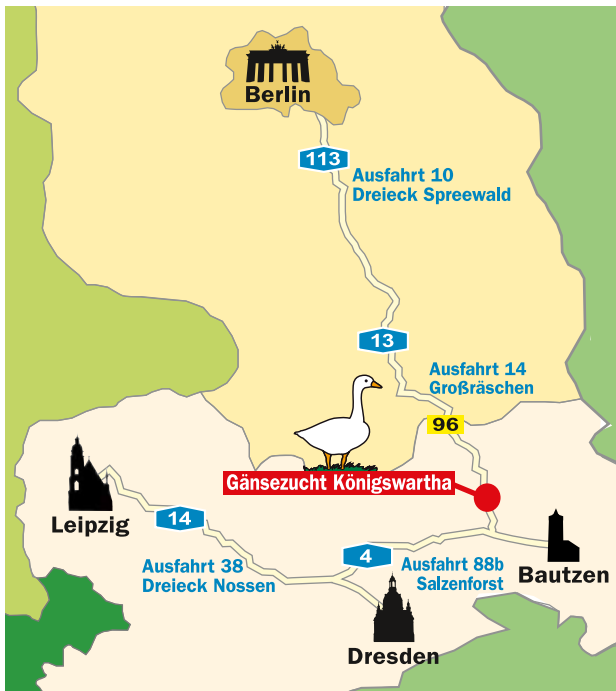 Berlin
113
Ausfahrt 10
Dreieck Spreewald
13
Ausfahrt 14
Großräschen
96
Gänsezucht Königswartha
Leipzig
14
Ausfahrt 38
Dreieck Nossen
4
Ausfahrt 88b
Salzenforst
Bautzen
Dresden